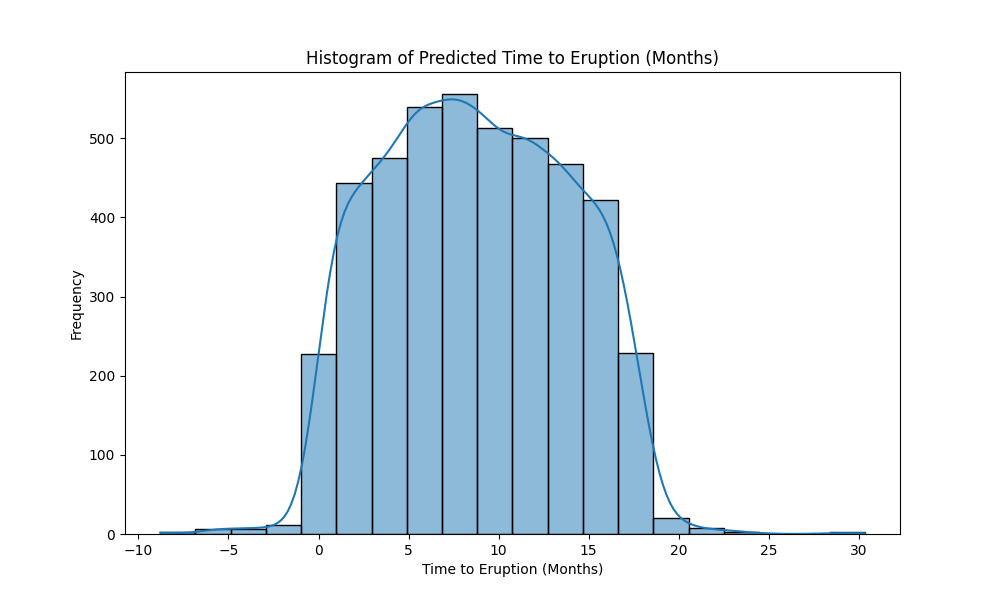 Histogram of Predicted Time to Eruption (Months)
Frequency
500
400
300
200
100
0
−10 −5 0 5 10 15 20 25 30
Time to Eruption (Months)